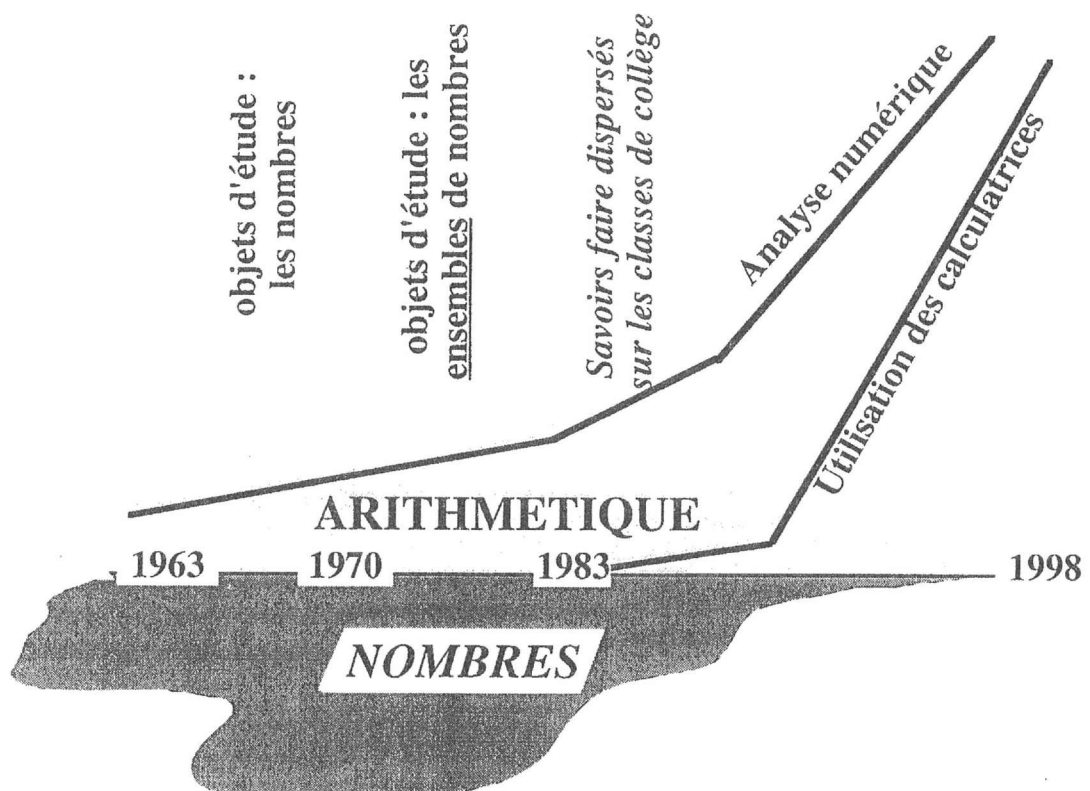 objets d'étude :
les nombres
objets d'étude : les
ensembles de nombres
Savoirs faire dispersés
sur les classes de collège
Analyse numérique
Utilisation des calculatrices
ARITHMETIQUE
1963
1970
1983
1998
NOMBRES